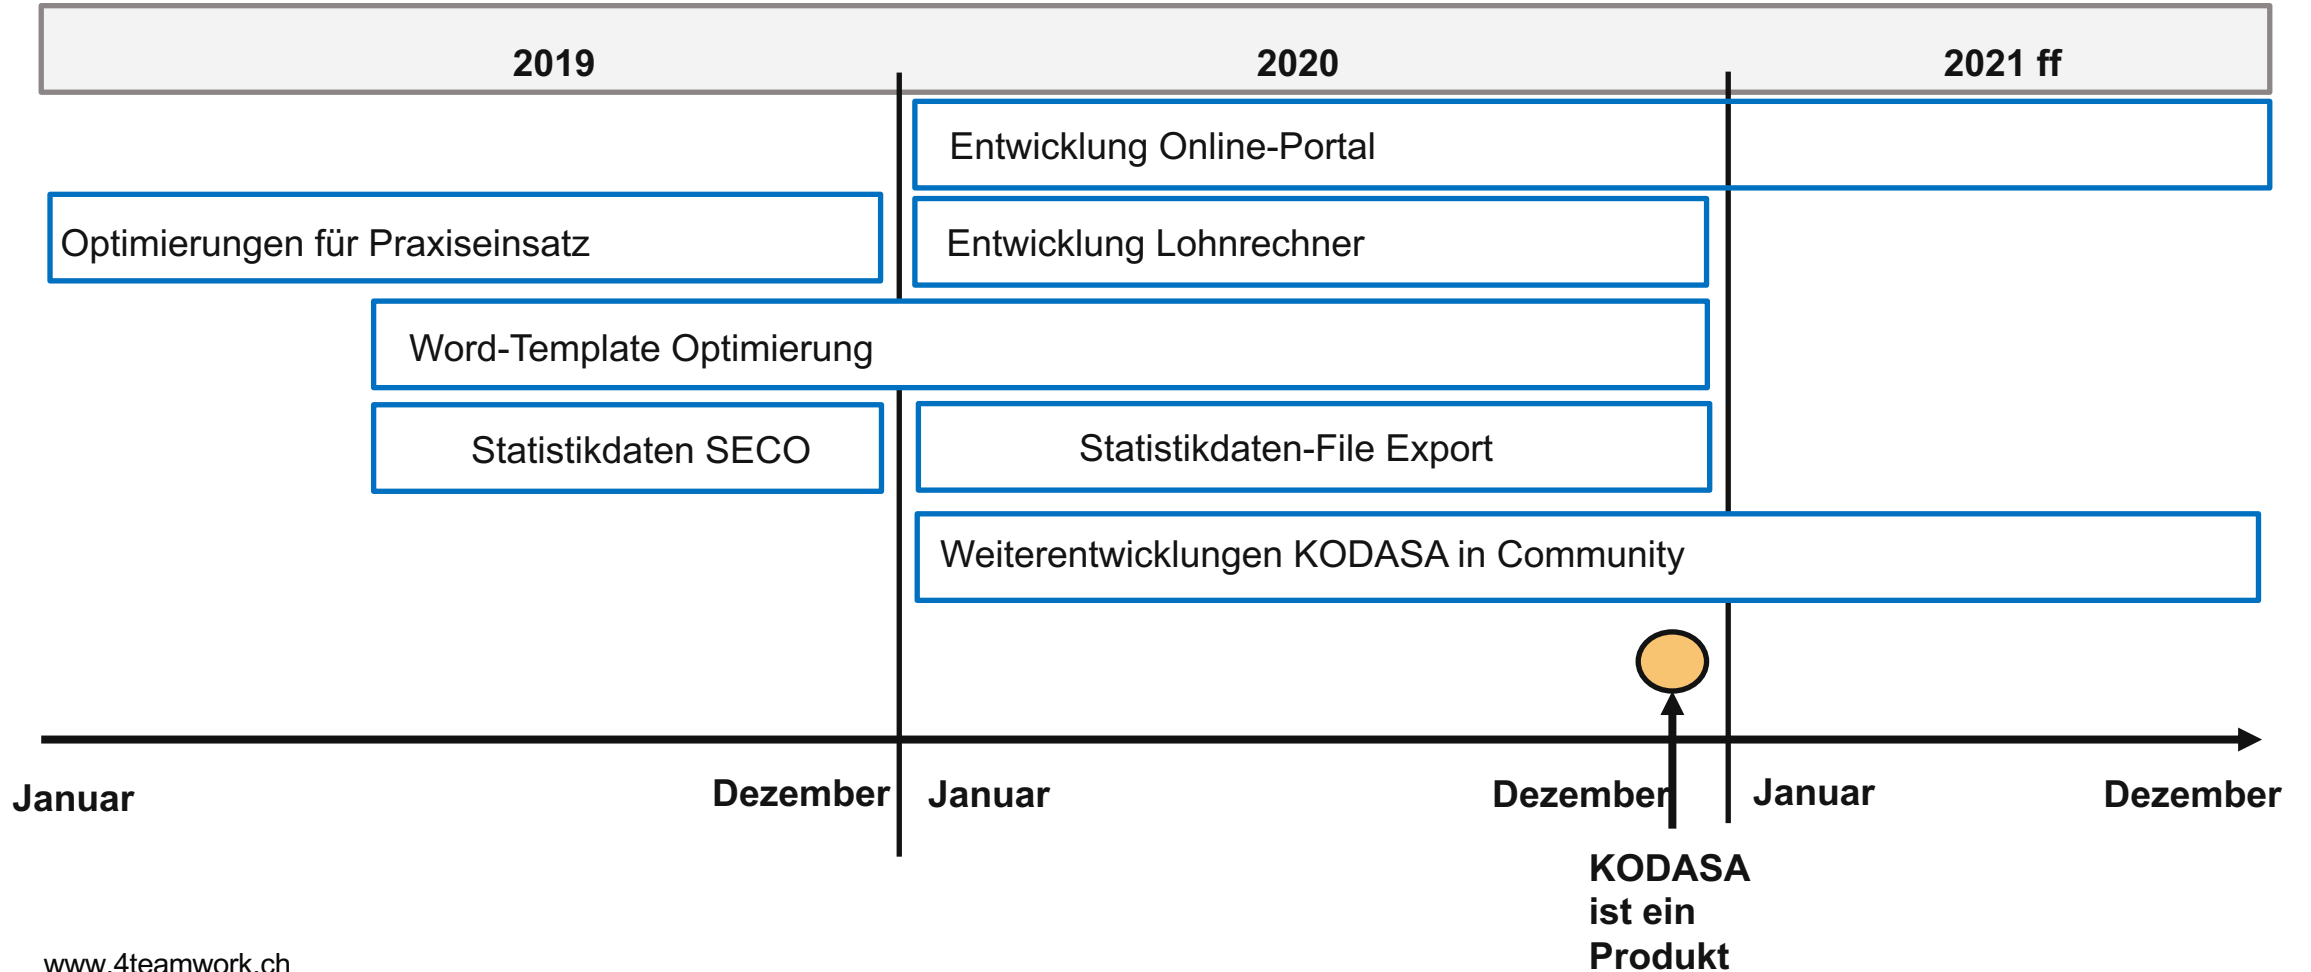 2019
2020
2021 ff
Entwicklung Online-Portal
Optimierungen für Praxiseinsatz
Entwicklung Lohnrechner
Word-Template Optimierung
Statistikdaten SECO
Statistikdaten-File Export
Weiterentwicklungen KODASA in Community
Januar
Dezember
Januar
Dezember
Januar
Dezember
KODASA
ist ein
Produkt
www.4teamwork.ch